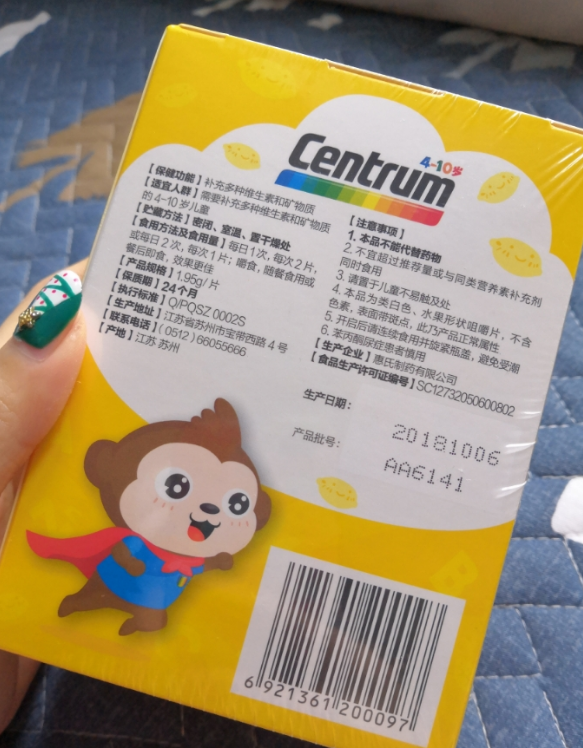 Centrum
4-10岁
【保健功能】补充多种维生素和矿物质
【适宜人群】需要补充多种维生素和矿物质
的4~10岁儿童
【贮藏方法】密闭、室温、置干燥处
【食用方法及食用量】每日1次,每次2片,
或每日2次,每次1片;嚼食,随餐食用或
餐后即食,效果更佳
【产品规格】1.95g/片
【保质期】24个月
【执行标准】Q/PQSZ 0002S
【生产地址】江苏省苏州市宝带西路4号
【联系电话】(0512)66055666
【产地】江苏 苏州
【注意事项】
1. 本品不能代替药物
2. 不宜超过推荐量或与同类营养素补充剂
同时食用
3. 请置于儿童不易触及处
4. 本品为类白色、水果形状咀嚼片,不含
色素,表面带斑点,此乃产品正常属性
5. 开启后请连续食用并旋紧瓶盖,避免受潮
6. 苯丙酮尿症患者慎用
【生产企业】惠氏制药有限公司
【食品生产许可证编号】SC12732050600802
生产日期:
20181006
产品批号:
AA6141
6 921361 200097